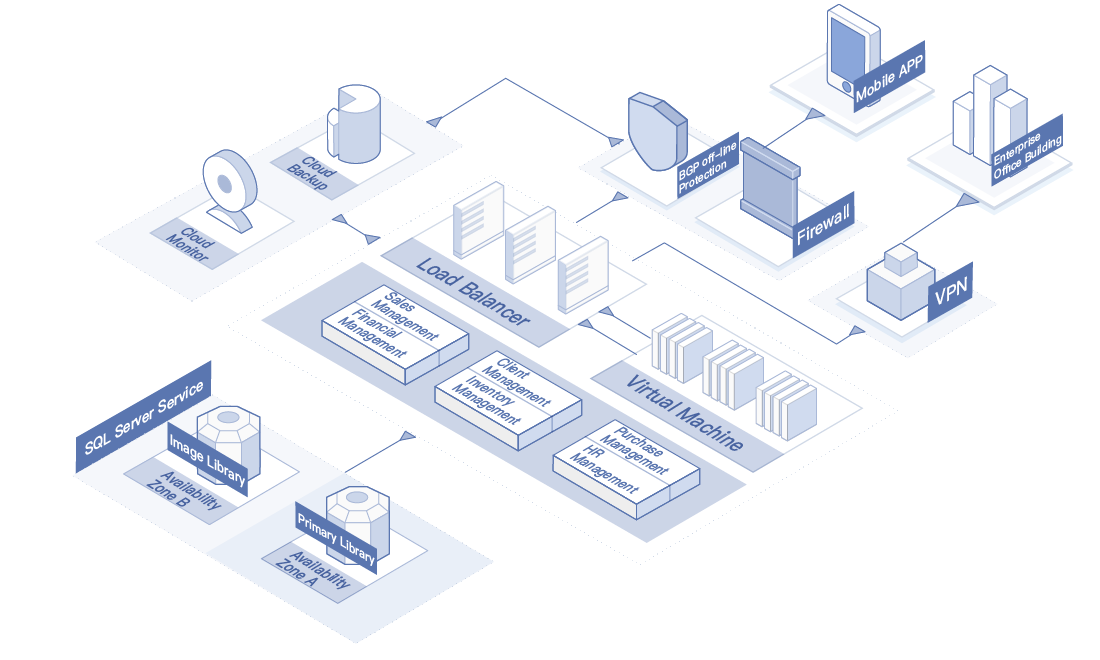 Mobile APP
Enterprise
Office Building
BGP off-line
Protection
Firewall
VPN
Cloud
Backup
Cloud
Monitor
Load Balancer
Virtual Machine
Sales
Management
Financial
Management
Client
Management
Inventory
Management
Purchase
Management
HR
Management
SQL Server Service
Image Library
Availability
Zone B
Primary Library
Availability
Zone A